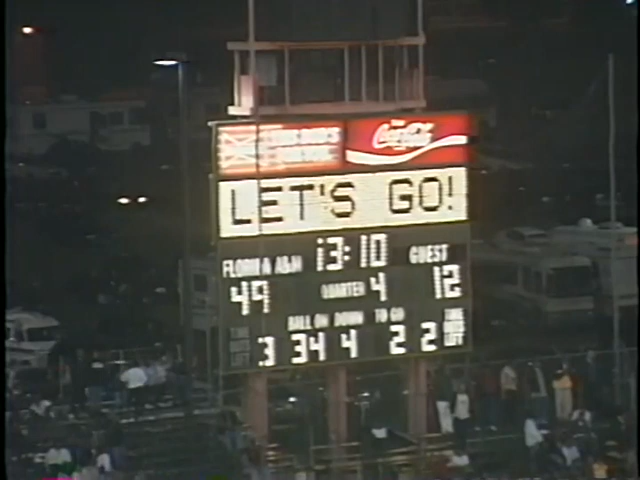 Coca-Cola
LET'S GO!
FLORIDA A&M 13:10 GUEST
49 QUARTER 4 12
BALL ON DOWN TO GO
3 34 4 2 2